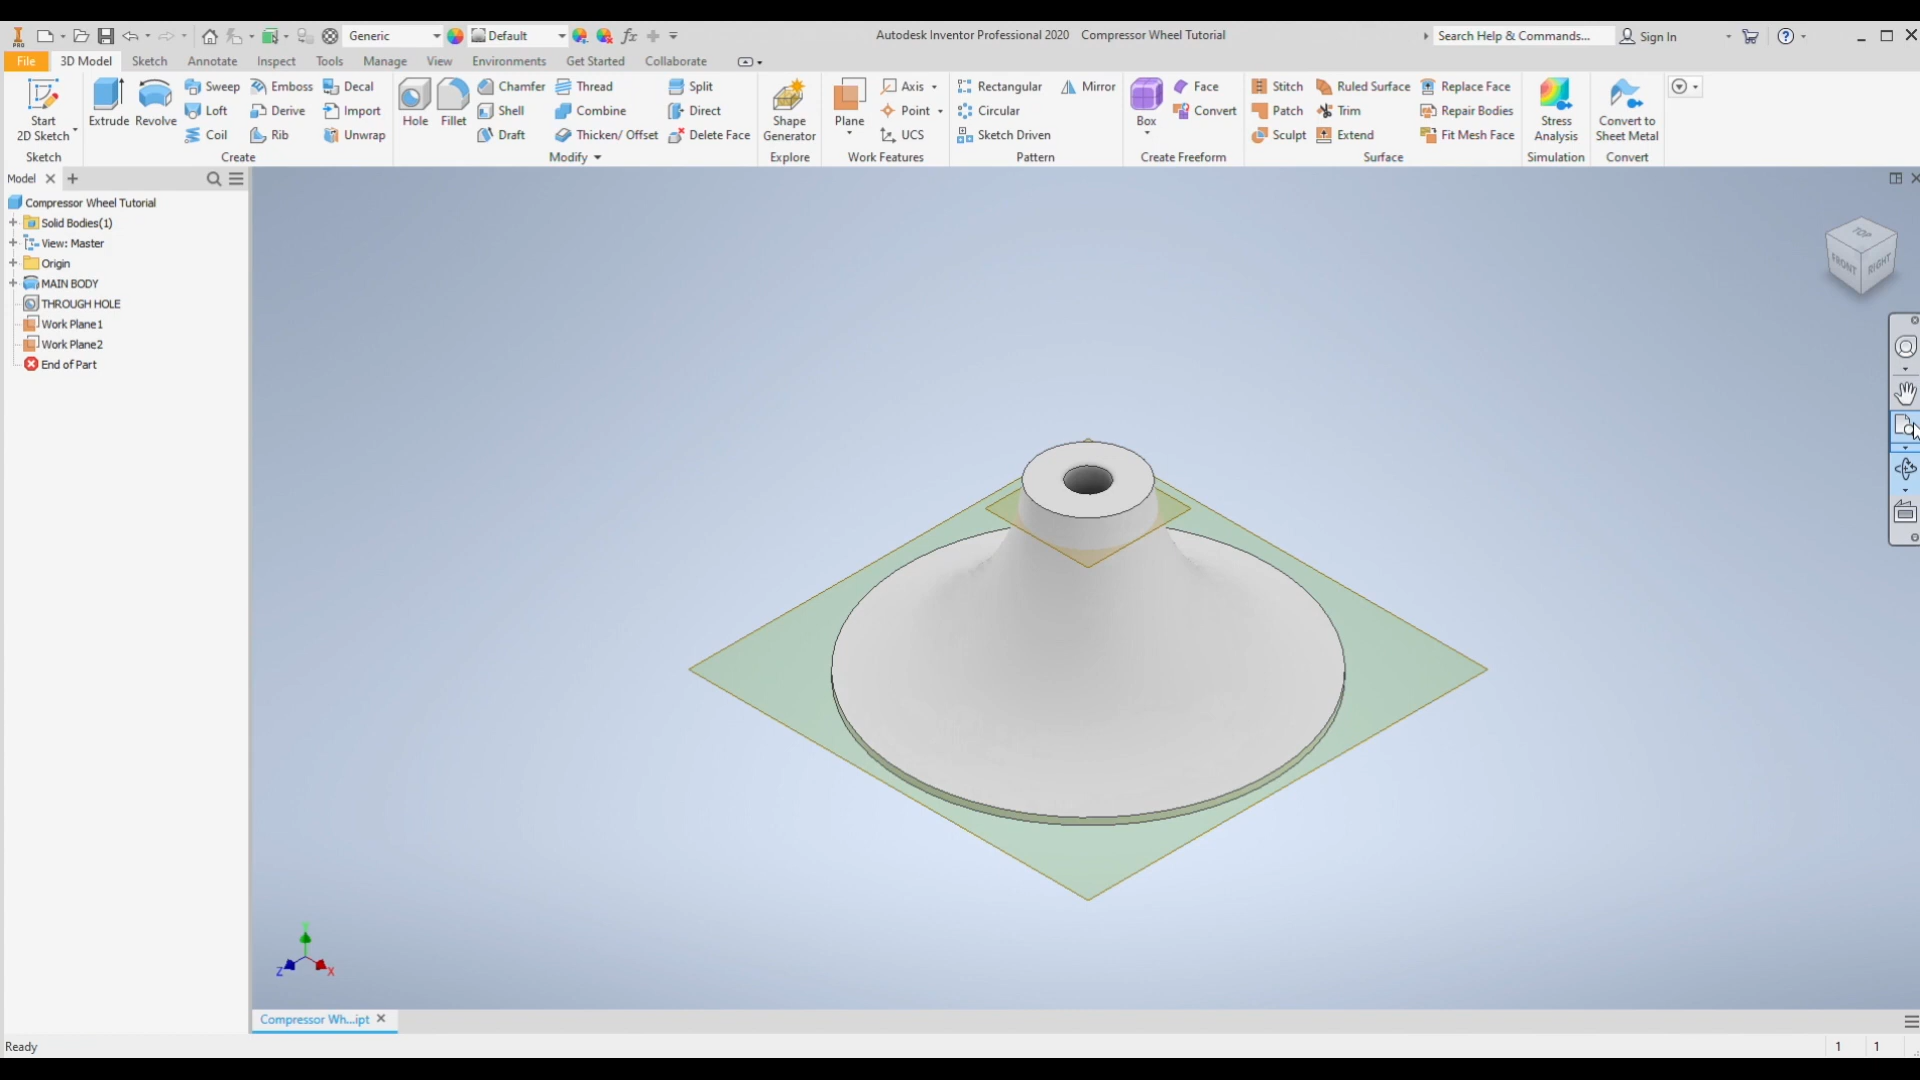 Generic
Default
Autodesk Inventor Professional 2020 Compressor Wheel Tutorial
Search Help & Commands...
Sign In
File 3D Model Sketch Annotate Inspect Tools Manage View Environments Get Started Collaborate
Start
2D Sketch
Sketch
Extrude
Revolve
Sweep
Loft
Coil
Emboss
Derive
Rib
Decal
Import
Unwrap
Create
Hole
Fillet
Chamfer
Shell
Draft
Thread
Combine
Thicken/ Offset
Split
Direct
Delete Face
Modify
Shape
Generator
Explore
Plane
Axis
Point
UCS
Work Features
Rectangular
Circular
Sketch Driven
Mirror
Pattern
Box
Face
Convert
Create Freeform
Stitch
Patch
Sculpt
Ruled Surface
Trim
Extend
Replace Face
Repair Bodies
Fit Mesh Face
Surface
Stress
Analysis
Simulation
Convert to
Sheet Metal
Convert
Model
Compressor Wheel Tutorial
Solid Bodies(1)
View: Master
Origin
MAIN BODY
THROUGH HOLE
Work Plane1
Work Plane2
End of Part
TOP
FRONT
RIGHT
Z
X
Compressor Wh...ipt
Ready
1 1